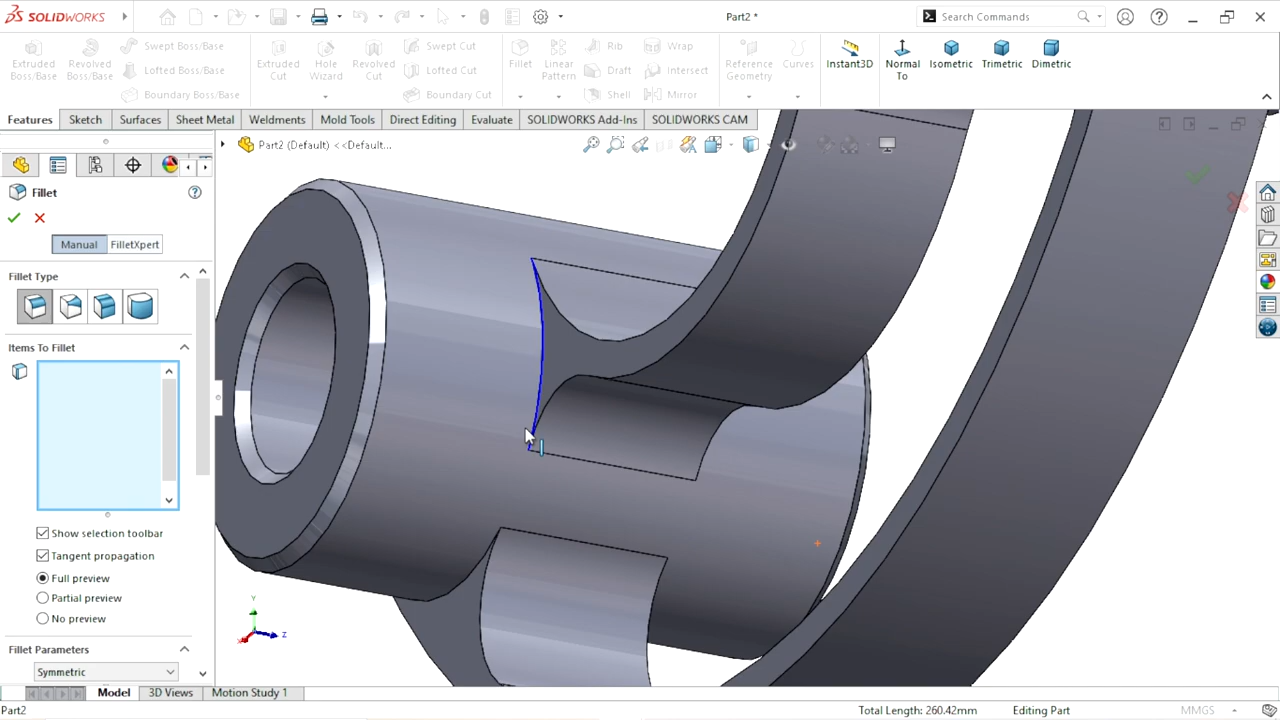 SOLIDWORKS
Part2 *
Search Commands
Extruded Boss/Base
Revolved Boss/Base
Swept Boss/Base
Lofted Boss/Base
Boundary Boss/Base
Extruded Cut
Hole Wizard
Revolved Cut
Swept Cut
Lofted Cut
Boundary Cut
Fillet
Linear Pattern
Rib
Draft
Shell
Wrap
Intersect
Mirror
Reference Geometry
Curves
Instant3D
Normal To
Isometric
Trimetric
Dimetric
Features
Sketch
Surfaces
Sheet Metal
Weldments
Mold Tools
Direct Editing
Evaluate
SOLIDWORKS Add-Ins
SOLIDWORKS CAM
Part2 (Default) <<Default...
Fillet
Manual
FilletXpert
Fillet Type
Items To Fillet
Show selection toolbar
Tangent propagation
Full preview
Partial preview
No preview
Fillet Parameters
Symmetric
Y
X
Z
Model
3D Views
Motion Study 1
Part2
Total Length: 260.42mm
Editing Part
MMGS